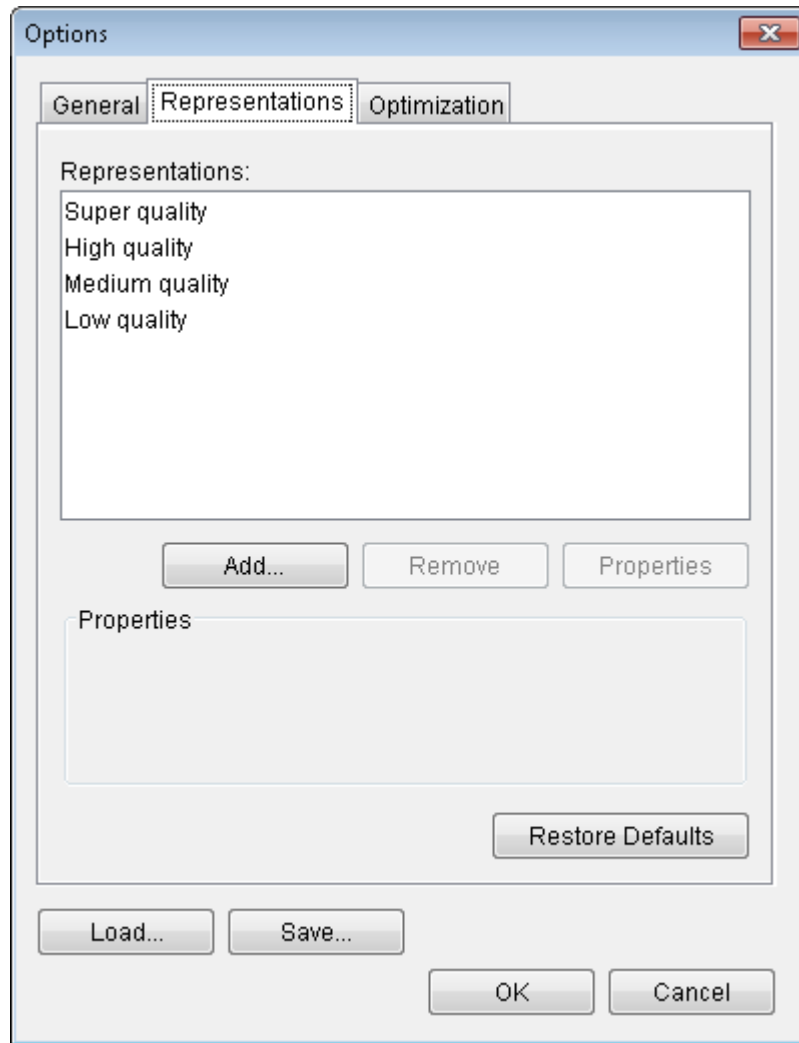 Options
General Representations Optimization
Representations:
Super quality
High quality
Medium quality
Low quality
Add... Remove Properties
Properties
Restore Defaults
Load... Save...
OK Cancel